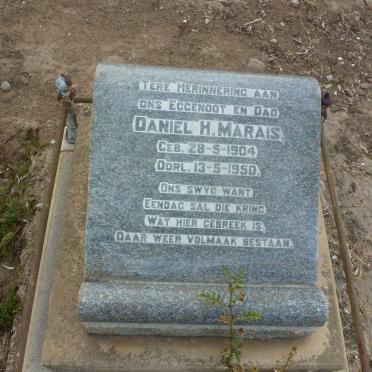 TERE HERINNERING AAN
ONS EGGENOOT EN DAD
DANIEL H. MARAIS.
GEB. 28-5-1904
OORL. 13-5-1950.
ONS SWYG WANT
EENDAG SAL DIE KRING
WAT HIER GEBREEK IS
DAAR WEER VOLMAAK BESTAAN.